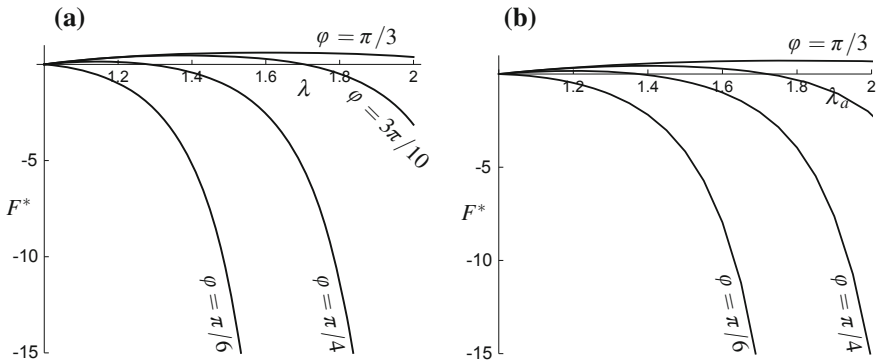 (a)
φ = π/3
1.2
1.4
1.6
1.8
2
λ
φ = 3π/10
-5
F*
-10
φ = π/6
φ = π/4
-15
(b)
φ = π/3
1.2
1.4
1.6
1.8
2
λ_a
-5
F*
-10
φ = π/6
φ = π/4
-15